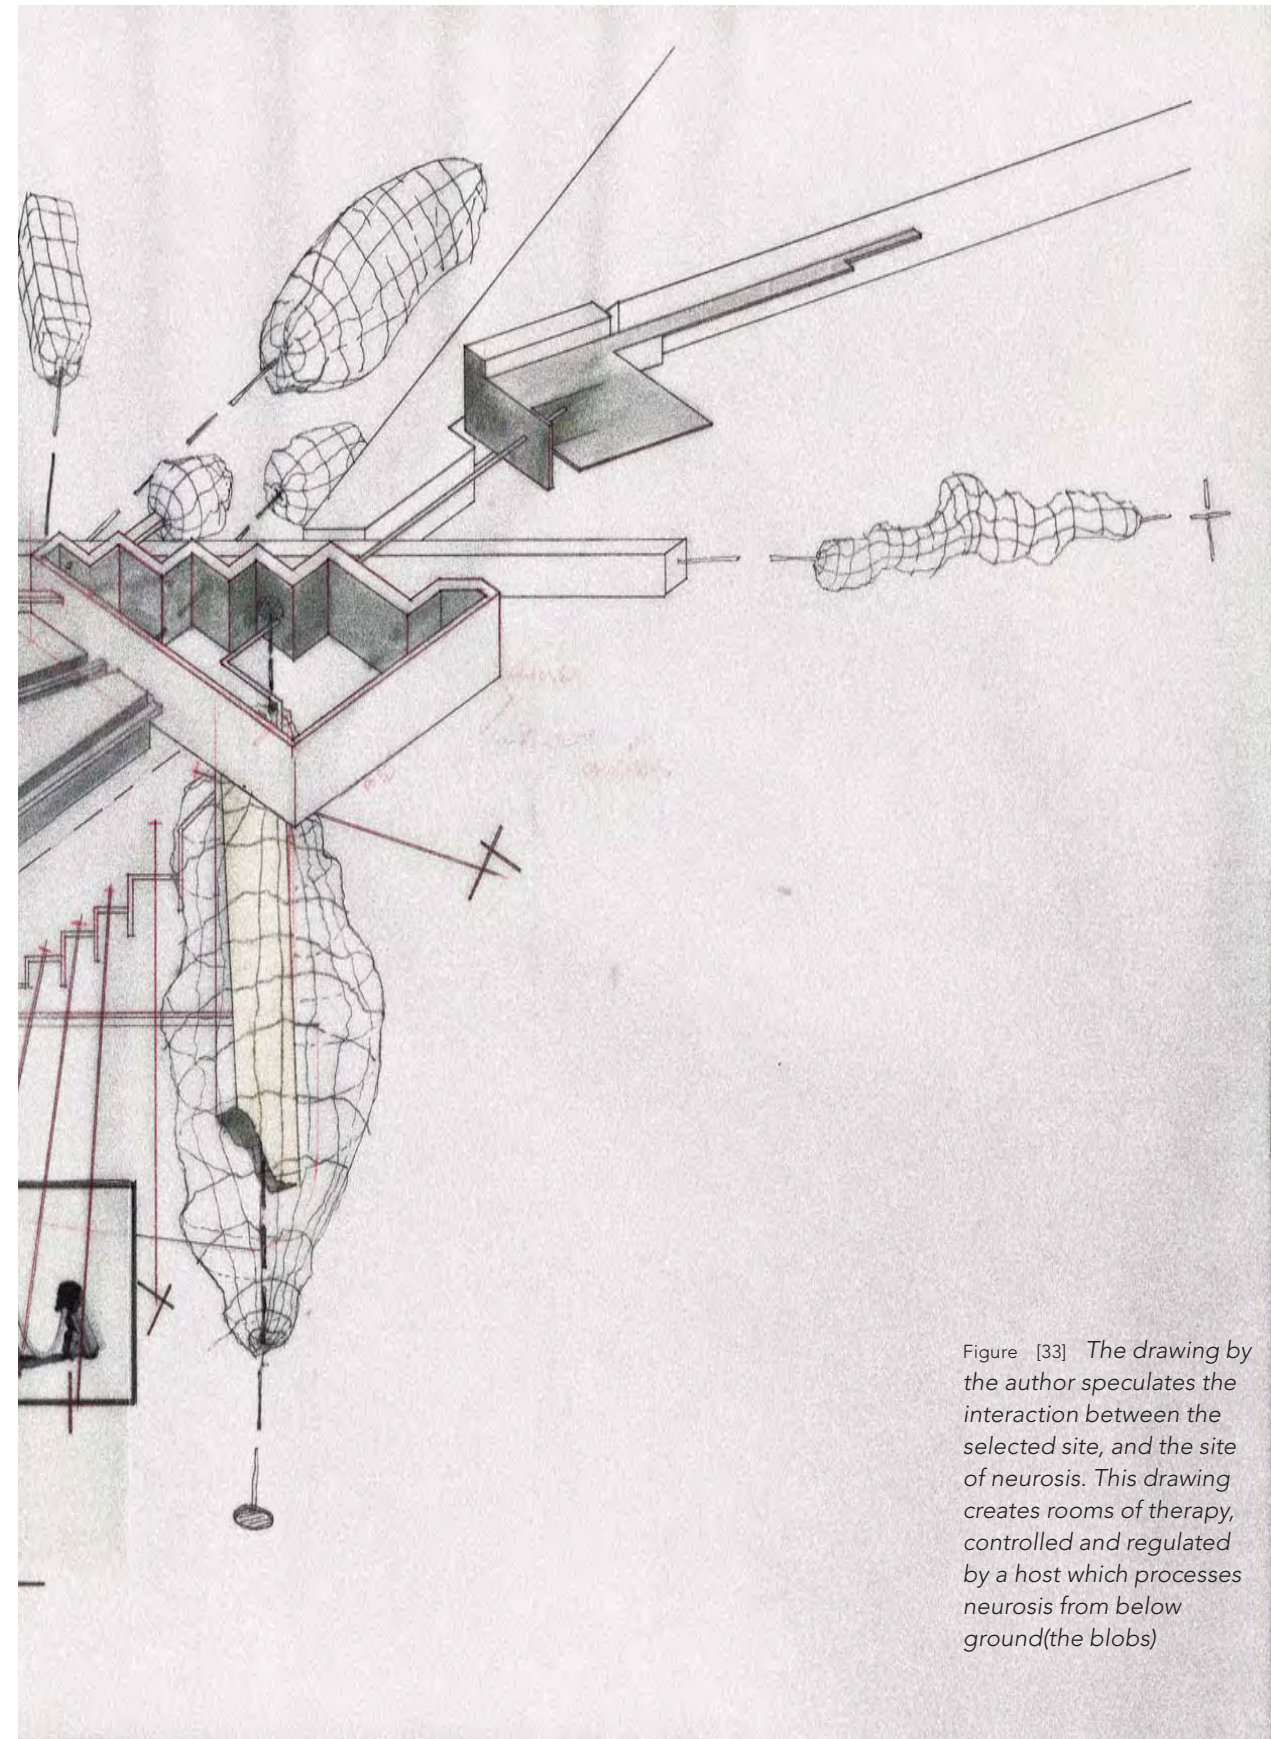 Figure [33] The drawing by
the author speculates the
interaction between the
selected site, and the site
of neurosis. This drawing
creates rooms of therapy,
controlled and regulated
by a host which processes
neurosis from below
ground(the blobs)